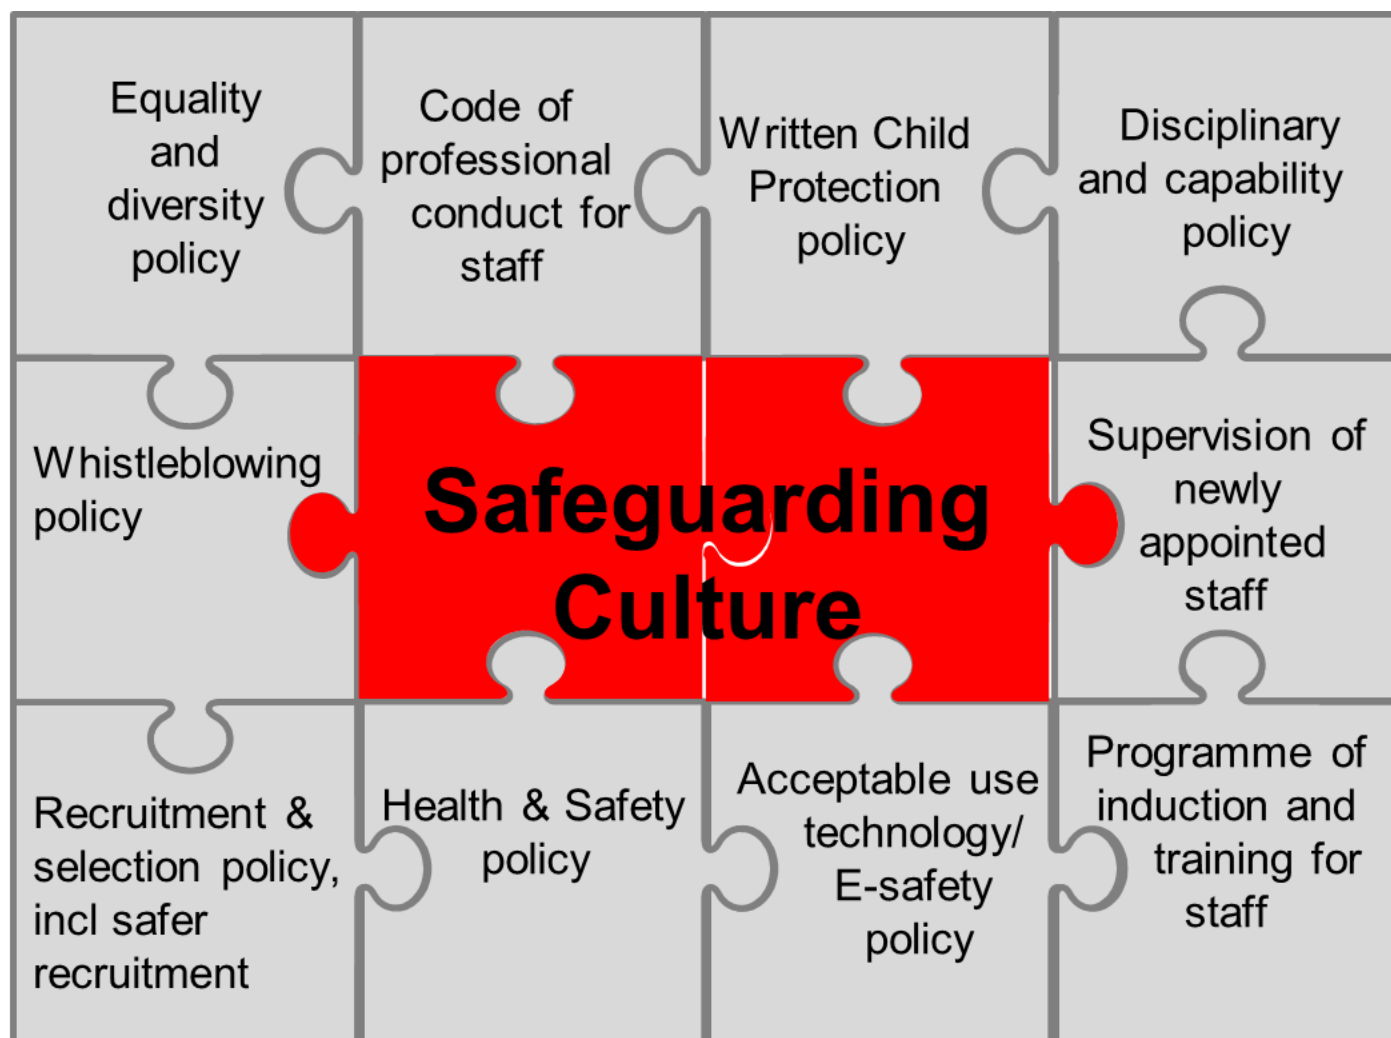 Equality
and
diversity
policy
Code of
professional
conduct for
staff
Written Child
Protection
policy
Disciplinary
and capability
policy
Whistleblowing
policy
Safeguarding
Culture
Supervision of
newly
appointed
staff
Recruitment &
selection policy,
incl safer
recruitment
Health & Safety
policy
Acceptable use
technology/
E-safety
policy
Programme of
induction and
training for
staff